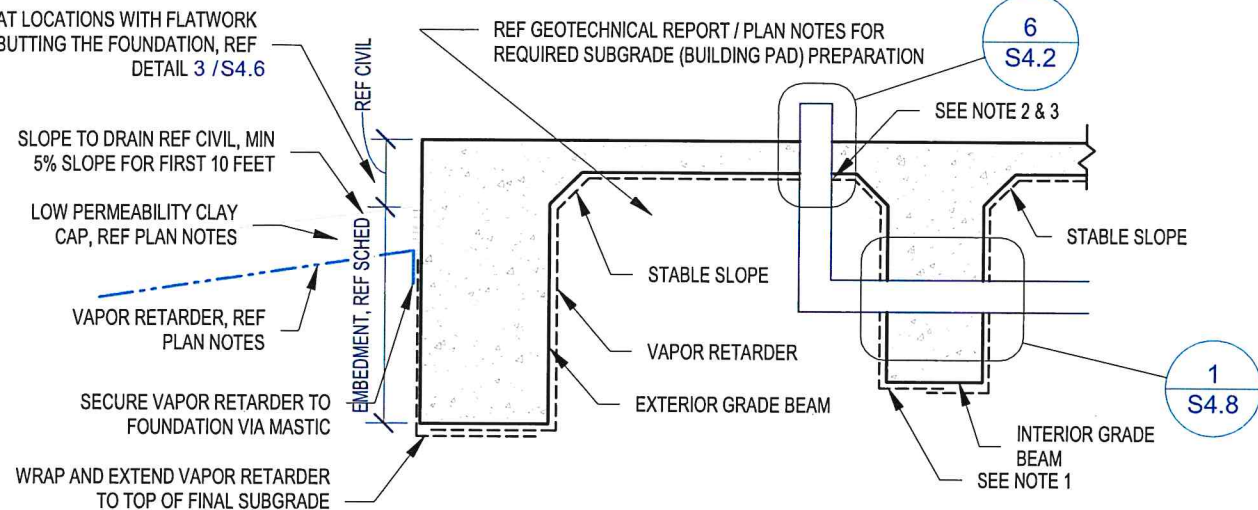 AT LOCATIONS WITH FLATWORK
BUTTING THE FOUNDATION, REF
DETAIL 3 /S4.6
REF CIVIL
REF GEOTECHNICAL REPORT / PLAN NOTES FOR
REQUIRED SUBGRADE (BUILDING PAD) PREPARATION
6
S4.2
SEE NOTE 2 & 3
SLOPE TO DRAIN REF CIVIL, MIN
5% SLOPE FOR FIRST 10 FEET
LOW PERMEABILITY CLAY
CAP, REF PLAN NOTES
EMBEDMENT, REF SCHED
STABLE SLOPE
STABLE SLOPE
VAPOR RETARDER, REF
PLAN NOTES
VAPOR RETARDER
1
S4.8
SECURE VAPOR RETARDER TO
FOUNDATION VIA MASTIC
EXTERIOR GRADE BEAM
INTERIOR GRADE
BEAM
SEE NOTE 1
WRAP AND EXTEND VAPOR RETARDER
TO TOP OF FINAL SUBGRADE